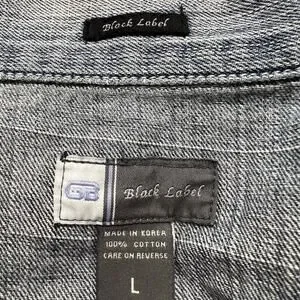 Black Label
GB Black Label
MADE IN KOREA
100% COTTON
CARE ON REVERSE
L